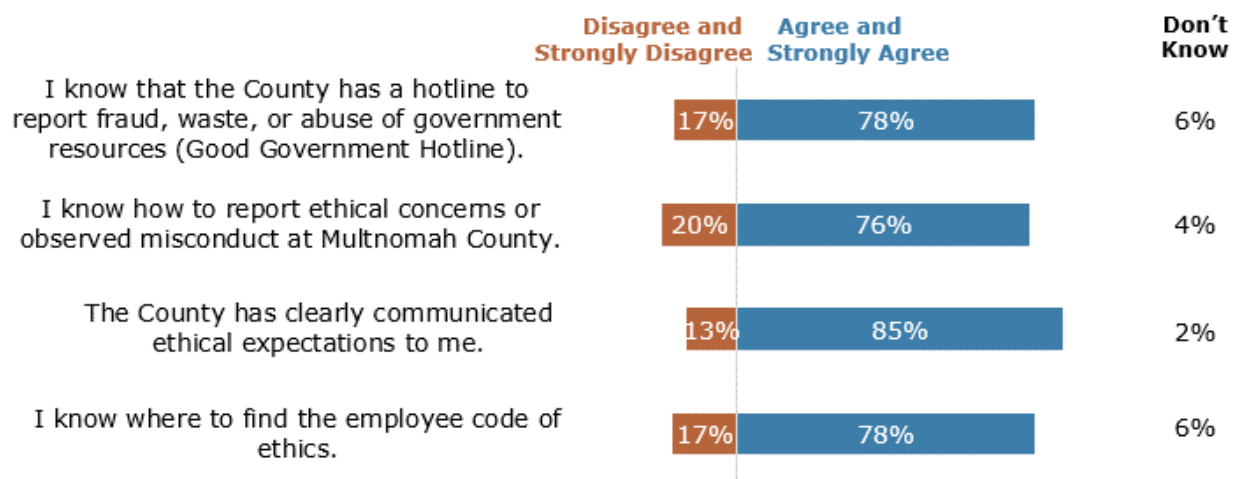 Disagree and Agree and Don’t
Strongly Disagree Strongly Agree Know
I know that the County has a hotline to
report fraud, waste, or abuse of government
resources (Good Government Hotline).
17% 78% 6%
I know how to report ethical concerns or
observed misconduct at Multnomah County.
20% 76% 4%
The County has clearly communicated
ethical expectations to me.
13% 85% 2%
I know where to find the employee code of
ethics.
17% 78% 6%